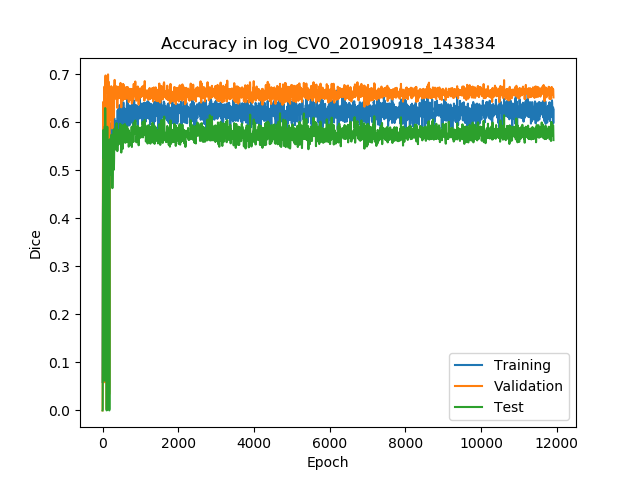 Accuracy in log_CV0_20190918_143834
0.7
0.6
0.5
0.4
0.3
0.2
0.1
0.0
Dice
0 2000 4000 6000 8000 10000 12000
Epoch
Training
Validation
Test